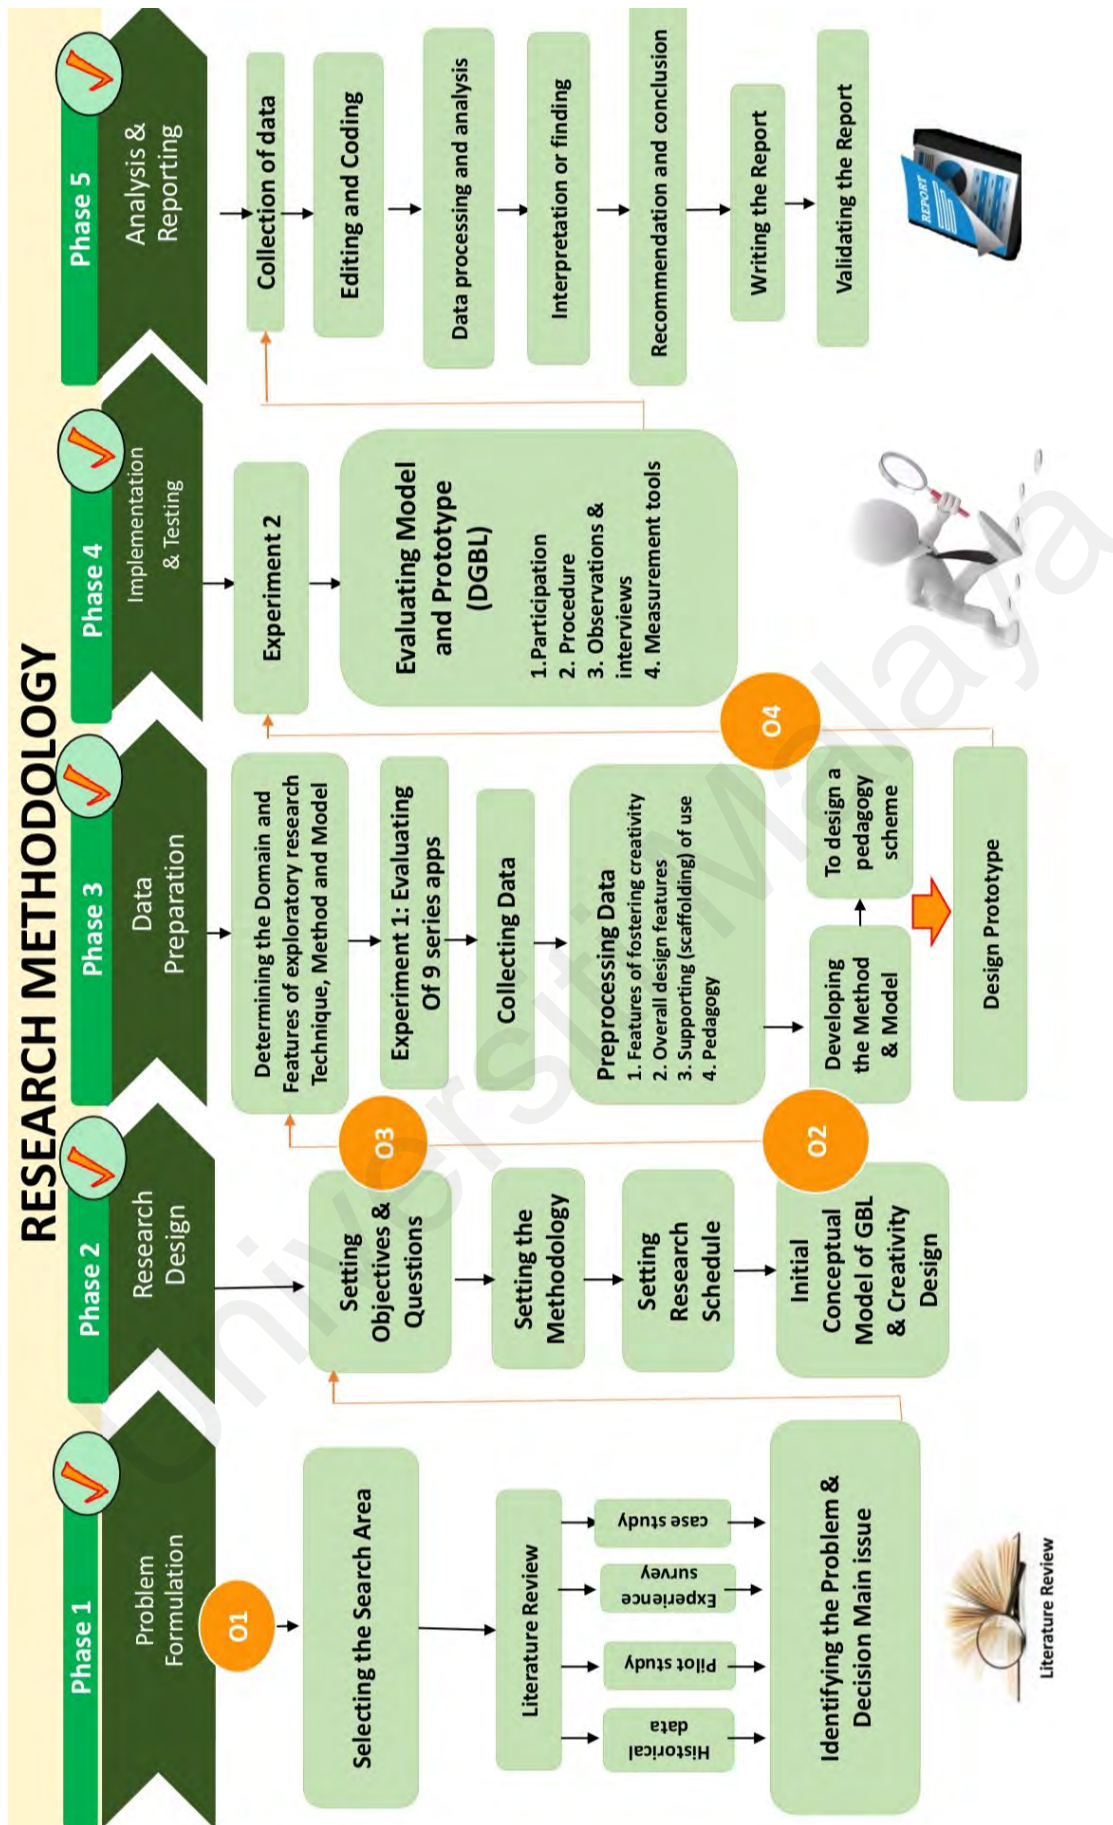 RESEARCH METHODOLOGY
Phase 1
Problem
Formulation
O1
Selecting the Search Area
Literature Review
Historical
data
Pilot study
Experience
survey
case study
Identifying the Problem &
Decision Main issue
Literature Review
Phase 2
Research
Design
Setting
Objectives &
Questions
Setting the
Methodology
Setting
Research
Schedule
Initial
Conceptual
Model of GBL
& Creativity
Design
O3
O2
Phase 3
Data
Preparation
Determining the Domain and
Features of exploratory research
Technique, Method and Model
Experiment 1: Evaluating
Of 9 series apps
Collecting Data
Preprocessing Data
1. Features of fostering creativity
2. Overall design features
3. Supporting (scaffolding) of use
4. Pedagogy
Developing
the Method
& Model
To design a
pedagogy
scheme
Design Prototype
O4
Phase 4
Implementation
& Testing
Experiment 2
Evaluating Model
and Prototype
(DGBL)
1.Participation
2. Procedure
3. Observations &
interviews
4. Measurement tools
Phase 5
Analysis &
Reporting
Collection of data
Editing and Coding
Data processing and analysis
Interpretation or finding
Recommendation and conclusion
Writing the Report
Validating the Report
REPORT
Universiti Malaya